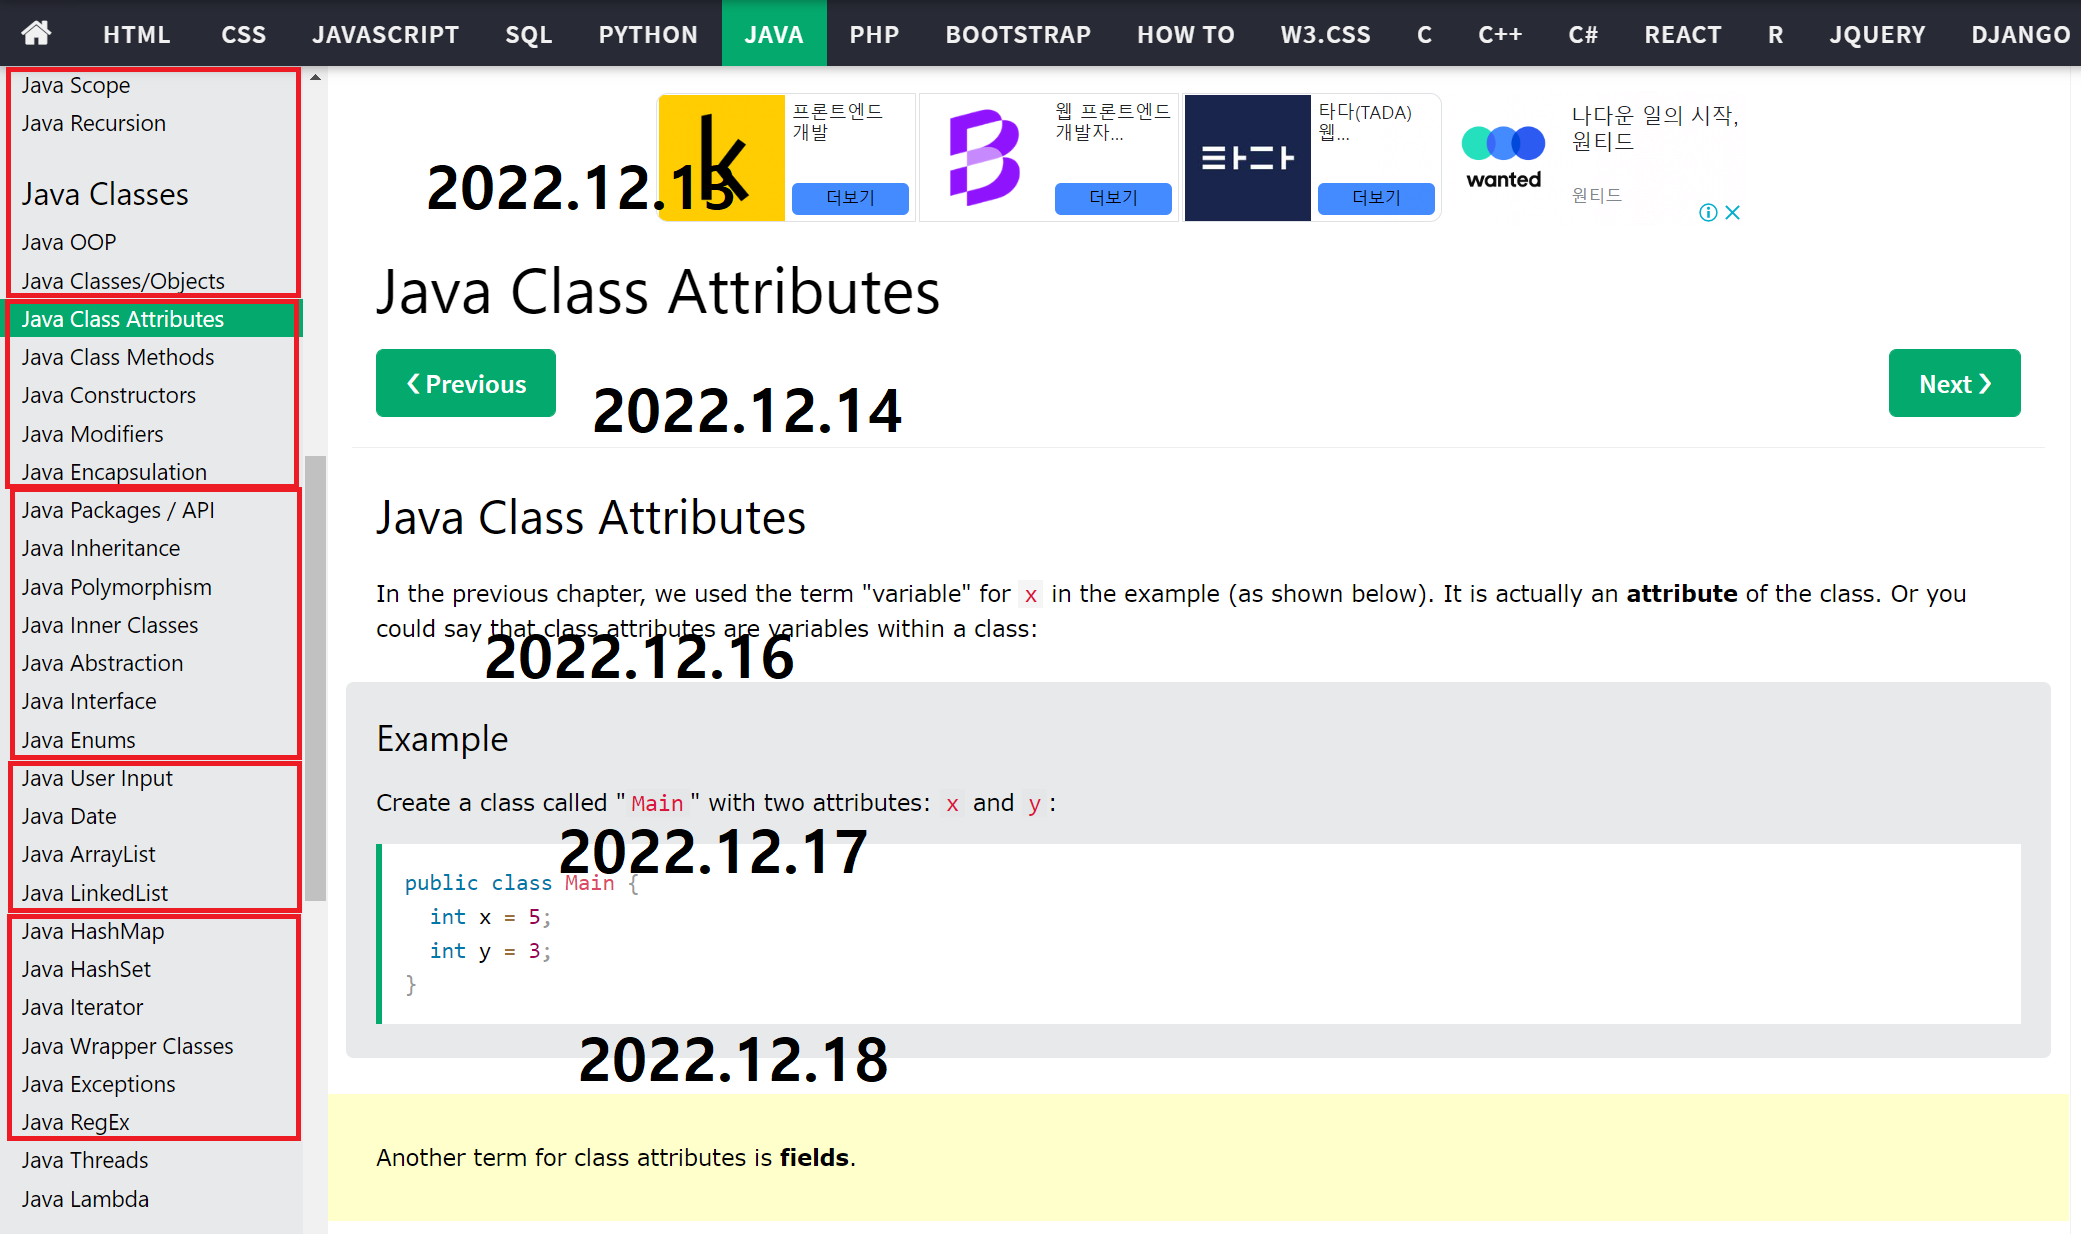 HTML CSS JAVASCRIPT SQL PYTHON JAVA PHP BOOTSTRAP HOW TO W3.CSS C C++ C# REACT R JQUERY DJANGO
Java Scope
Java Recursion
Java Classes
Java OOP
Java Classes/Objects
Java Class Attributes
Java Class Methods
Java Constructors
Java Modifiers
Java Encapsulation
Java Packages / API
Java Inheritance
Java Polymorphism
Java Inner Classes
Java Abstraction
Java Interface
Java Enums
Java User Input
Java Date
Java ArrayList
Java LinkedList
Java HashMap
Java HashSet
Java Iterator
Java Wrapper Classes
Java Exceptions
Java RegEx
Java Threads
Java Lambda
2022.12.13
k
프론트엔드
개발
더보기
B
웹 프론트엔드
개발자...
더보기
타다
타다(TADA)
웹...
더보기
wanted
나다운 일의 시작,
원티드
원티드
Java Class Attributes
❮ Previous
2022.12.14
Next ❯
Java Class Attributes
In the previous chapter, we used the term "variable" for x in the example (as shown below). It is actually an attribute of the class. Or you
could say that class attributes are variables within a class:
2022.12.16
Example
Create a class called "Main" with two attributes: x and y:
2022.12.17
public class Main {
  int x = 5;
  int y = 3;
}
2022.12.18
Another term for class attributes is fields.